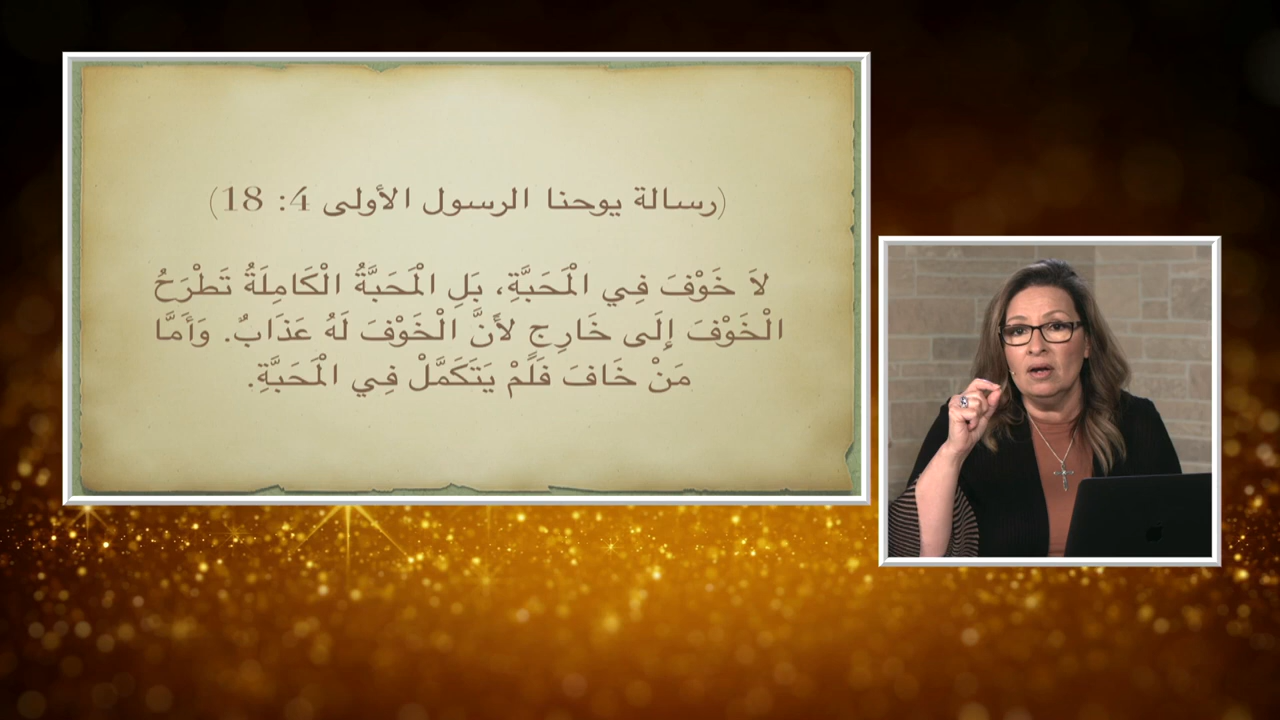 (رسالة يوحنا الرسول الأولى 4: 18)
لاَ خَوْفَ فِي الْمَحَبَّةِ، بَلِ الْمَحَبَّةُ الْكَامِلَةُ تَطْرَحُ
الْخَوْفَ إِلَى خَارِجٍ لأَنَّ الْخَوْفَ لَهُ عَذَابٌ. وَأَمَّا
مَنْ خَافَ فَلَمْ يَتَكَمَّلْ فِي الْمَحَبَّةِ.